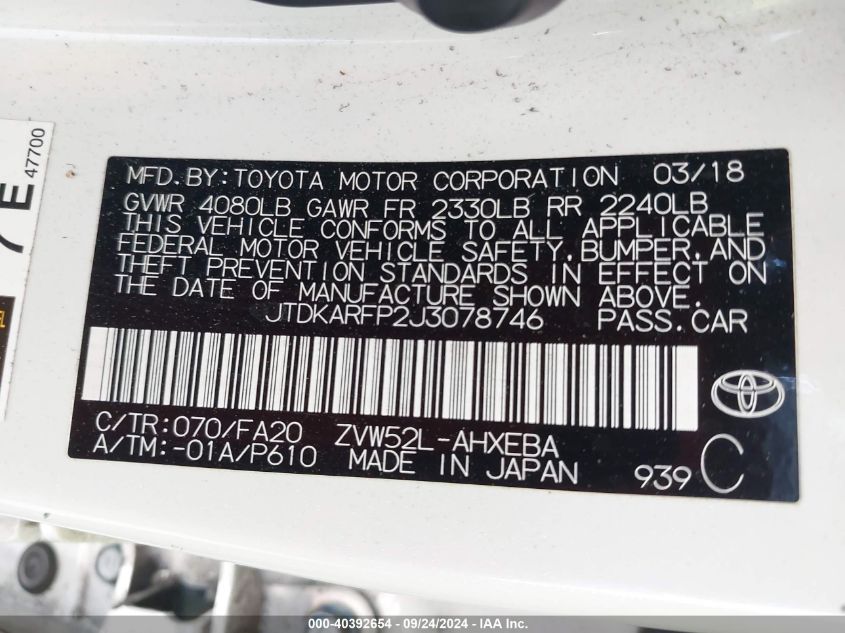 47700
E
MFD.BY:TOYOTA MOTOR CORPORATION 03/18
GVWR 4080LB GAWR FR 2330LB RR 2240LB
THIS VEHICLE CONFORMS TO ALL APPLICABLE
FEDERAL MOTOR VEHICLE SAFETY,BUMPER,AND
THEFT PREVENTION STANDARDS IN EFFECT ON
THE DATE OF MANUFACTURE SHOWN ABOVE.
JTDKARFP2J3078746 PASS.CAR
C/TR:070/FA20 ZVW52L-AHXEBA
A/TM:-01A/P610 MADE IN JAPAN 939 C
000-40392654 - 09/24/2024 - © IAA, LLC